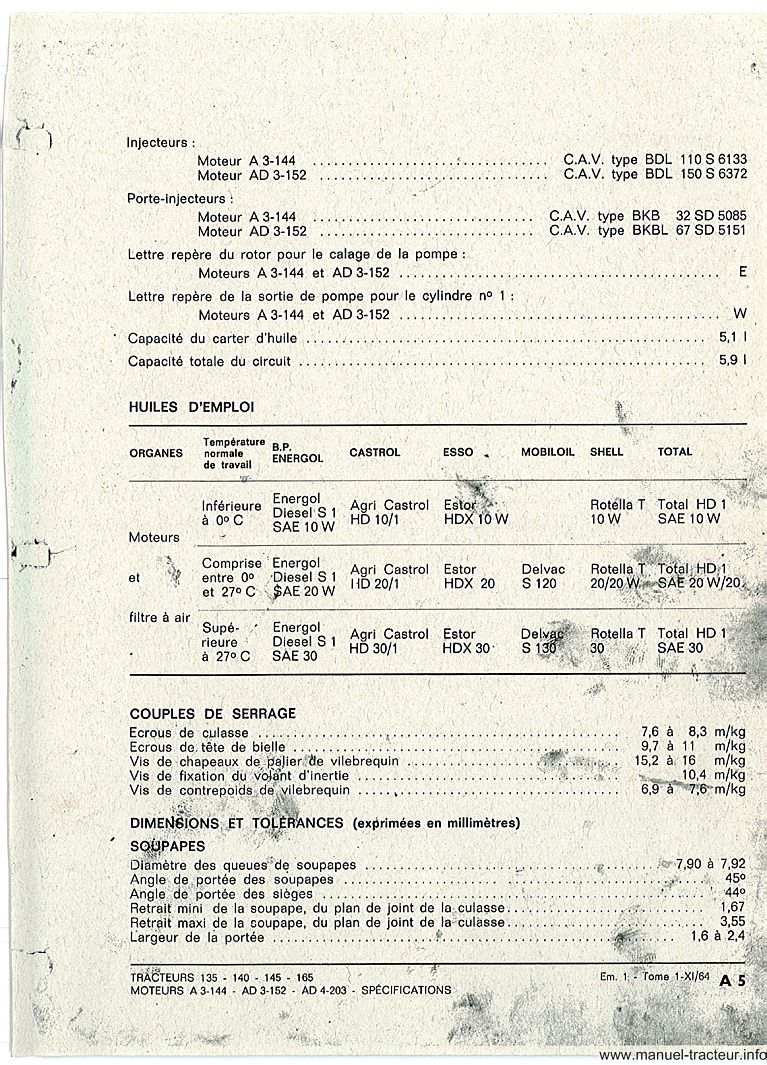 Injecteurs :
Moteur A 3-144 ................................ C.A.V. type BDL 110 S 6133
Moteur AD 3-152 ................................ C.A.V. type BDL 150 S 6372
Porte-injecteurs :
Moteur A 3-144 ................................ C.A.V. type BKB 32 SD 5085
Moteur AD 3-152 ................................ C.A.V. type BKBL 67 SD 5151
Lettre repère du rotor pour le calage de la pompe :
Moteurs A 3-144 et AD 3-152 ................................ E
Lettre repère de la sortie de pompe pour le cylindre nº 1 :
Moteurs A 3-144 et AD 3-152 ................................ W
Capacité du carter d'huile ................................ 5,1 l
Capacité totale du circuit ................................ 5,9 l
HUILES D'EMPLOI
ORGANES Température normale de travail B.P. ENERGOL CASTROL ESSO MOBILOIL SHELL TOTAL
Moteurs et filtre à air
Inférieure à 0º C Energol Diesel S 1 SAE 10 W Agri Castrol HD 10/1 Estor HDX 10 W Rotella T 10 W Total HD 1 SAE 10 W
Comprise entre 0º et 27º C Energol Diesel S 1 SAE 20 W Agri Castrol HD 20/1 Estor HDX 20 Delvac S 120 Rotella T 20/20 W Total HD 1 SAE 20 W/20
Supé- rieure à 27º C Energol Diesel S 1 SAE 30 Agri Castrol HD 30/1 Estor HDX 30 Delvac S 130 Rotella T 30 Total HD 1 SAE 30
COUPLES DE SERRAGE
Ecrous de culasse ................................ 7,6 à 8,3 m/kg
Ecrous de tête de bielle ................................ 9,7 à 11 m/kg
Vis de chapeaux de palier de vilebrequin ................................ 15,2 à 16 m/kg
Vis de fixation du volant d'inertie ................................ 10,4 m/kg
Vis de contrepoids de vilebrequin ................................ 6,9 à 7,6 m/kg
DIMENSIONS ET TOLÉRANCES (exprimées en millimètres)
SOUPAPES
Diamètre des queues de soupapes ................................ 7,90 à 7,92
Angle de portée des soupapes ................................ 45º
Angle de portée des sièges ................................ 44º
Retrait mini de la soupape, du plan de joint de la culasse ................................ 1,67
Retrait maxi de la soupape, du plan de joint de la culasse ................................ 3,55
Largeur de la portée ................................ 1,6 à 2,4
TRACTEURS 135 - 140 - 145 - 165
MOTEURS A 3-144 - AD 3-152 - AD 4-203 - SPÉCIFICATIONS
Em. 1 - Tome 1-XI/64 A 5
www.manuel-tracteur.info